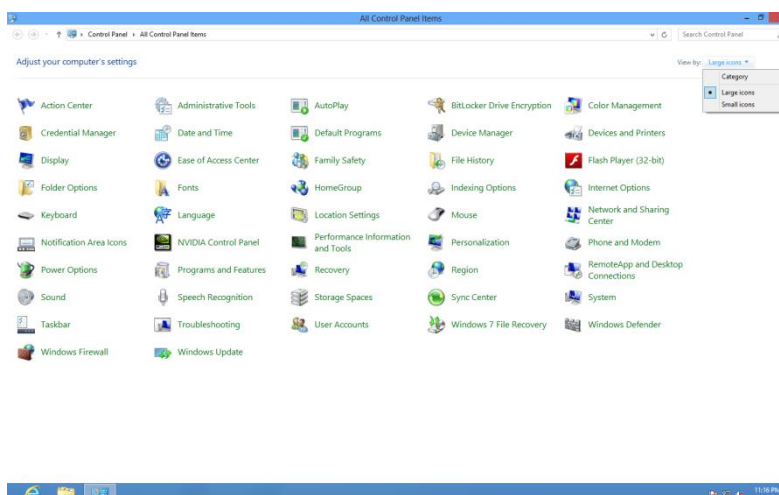 All Control Panel Items
Control Panel All Control Panel Items Search Control Panel
Adjust your computer's settings View by: Large icons
Category
Large icons
Small icons
Action Center Administrative Tools AutoPlay BitLocker Drive Encryption Color Management
Credential Manager Date and Time Default Programs Device Manager Devices and Printers
Display Ease of Access Center Family Safety File History Flash Player (32-bit)
Folder Options Fonts HomeGroup Indexing Options Internet Options
Keyboard Language Location Settings Mouse Network and Sharing
Center
Notification Area Icons NVIDIA Control Panel Performance Information
and Tools
Personalization Phone and Modem
Power Options Programs and Features Recovery Region RemoteApp and Desktop
Connections
Sound Speech Recognition Storage Spaces Sync Center System
Taskbar Troubleshooting User Accounts Windows 7 File Recovery Windows Defender
Windows Firewall Windows Update
11:16 PM